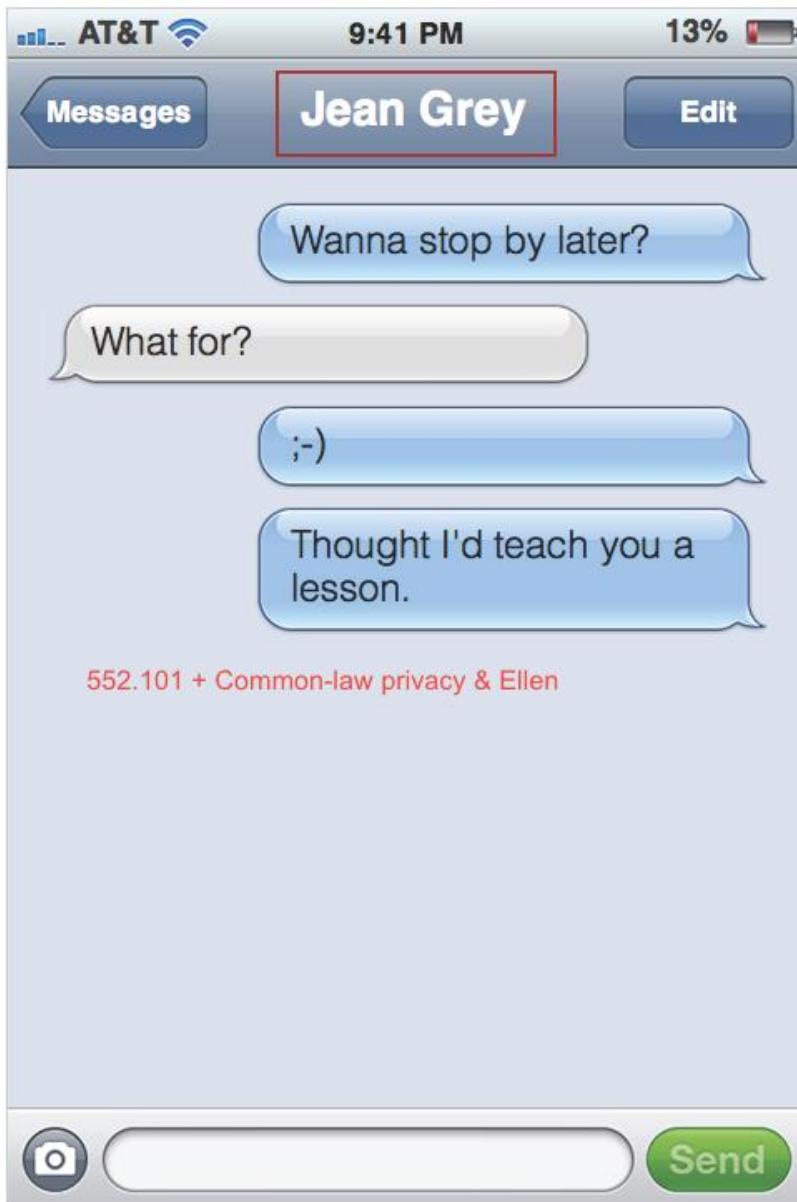 AT&T 9:41 PM 13%
Messages Jean Grey Edit
Wanna stop by later?
What for?
;-)
Thought I'd teach you a
lesson.
552.101 + Common-law privacy & Ellen
Send